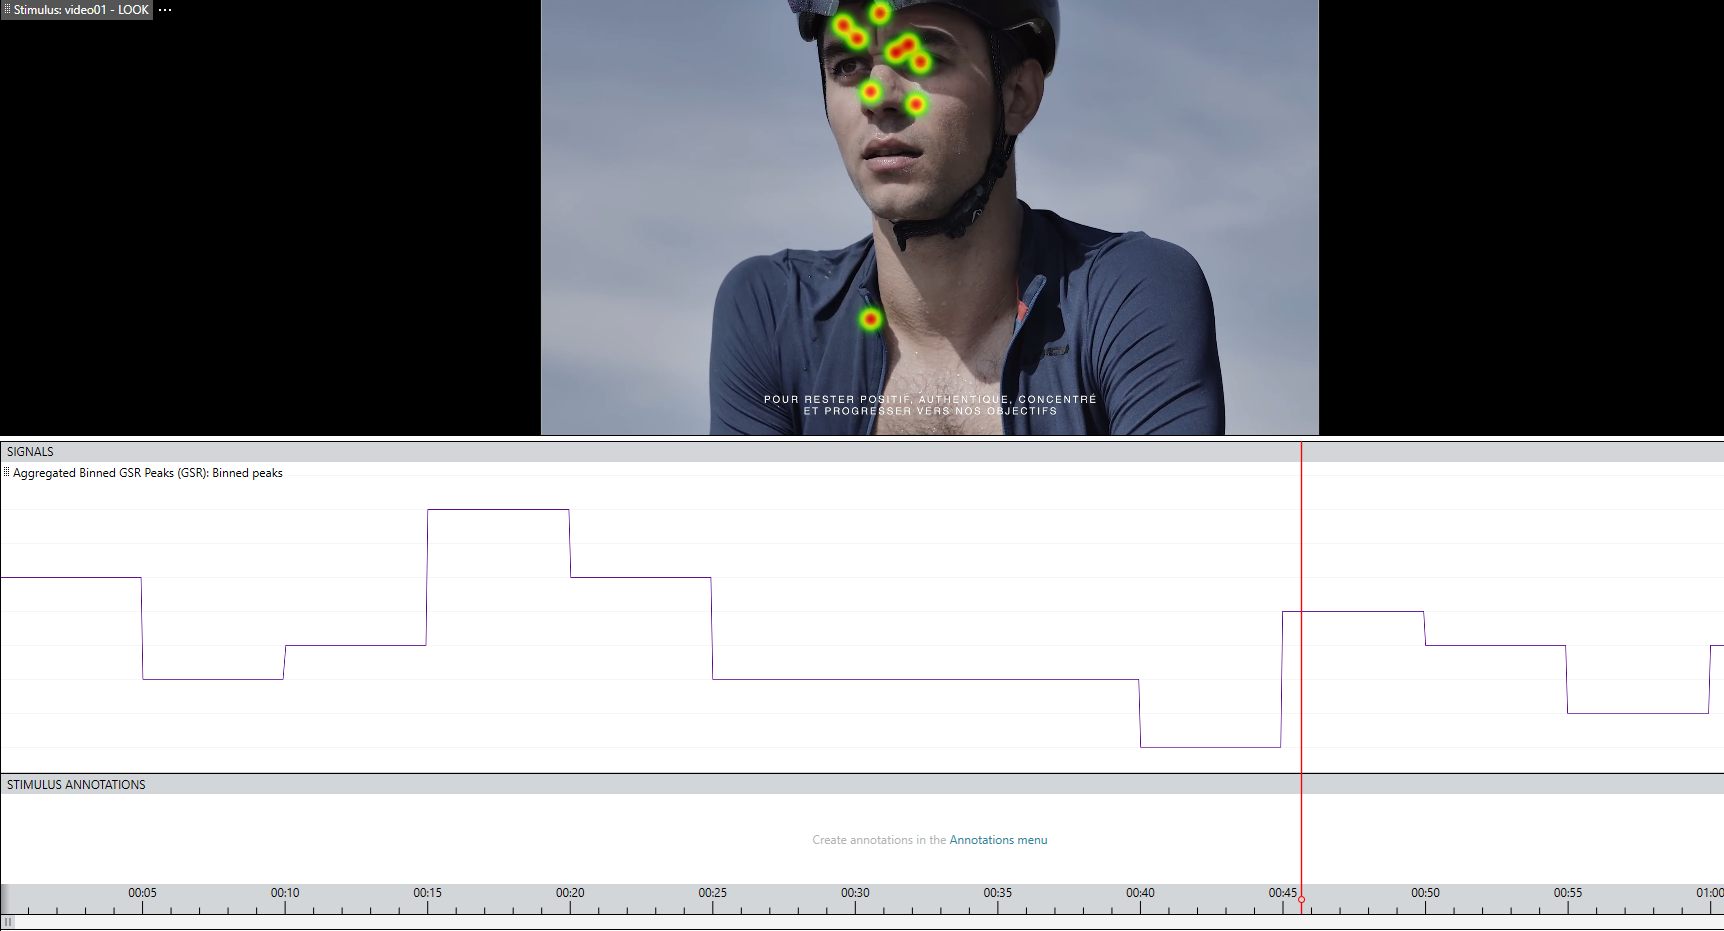 Stimulus: video01 - LOOK ...
POUR RESTER POSITIF, AUTHENTIQUE, CONCENTRÉ
ET PROGRESSER VERS NOS OBJECTIFS
SIGNALS
Aggregated Binned GSR Peaks (GSR): Binned peaks
STIMULUS ANNOTATIONS
Create annotations in the Annotations menu
00:05 00:10 00:15 00:20 00:25 00:30 00:35 00:40 00:45 00:50 00:55 01:00